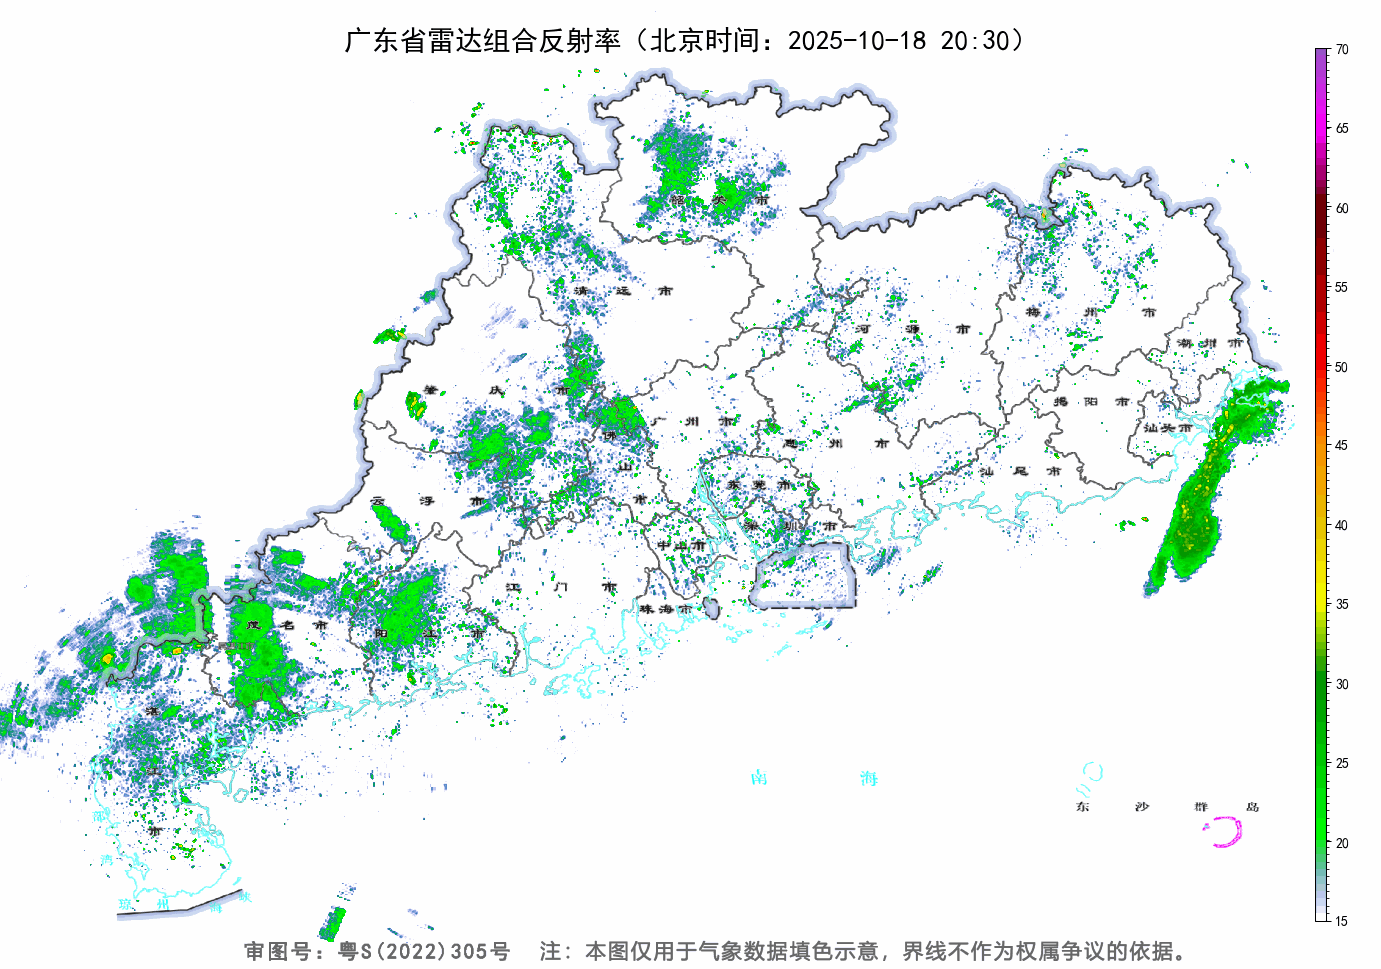 广东省雷达组合反射率（北京时间：2025-10-18 20:30）
70
65
60
55
50
45
40
35
30
25
20
15
韶关市
清远市
河源市
梅州市
潮州市
肇庆市
揭阳市
汕头市
广州市
佛山市
惠州市
汕尾市
云浮市
东莞市
深圳市
中山市
江门市
珠海市
茂名市
阳江市
湛江市
南海
东沙群岛
琼州海峡
审图号：粤S(2022)305号 注：本图仅用于气象数据填色示意，界线不作为权属争议的依据。